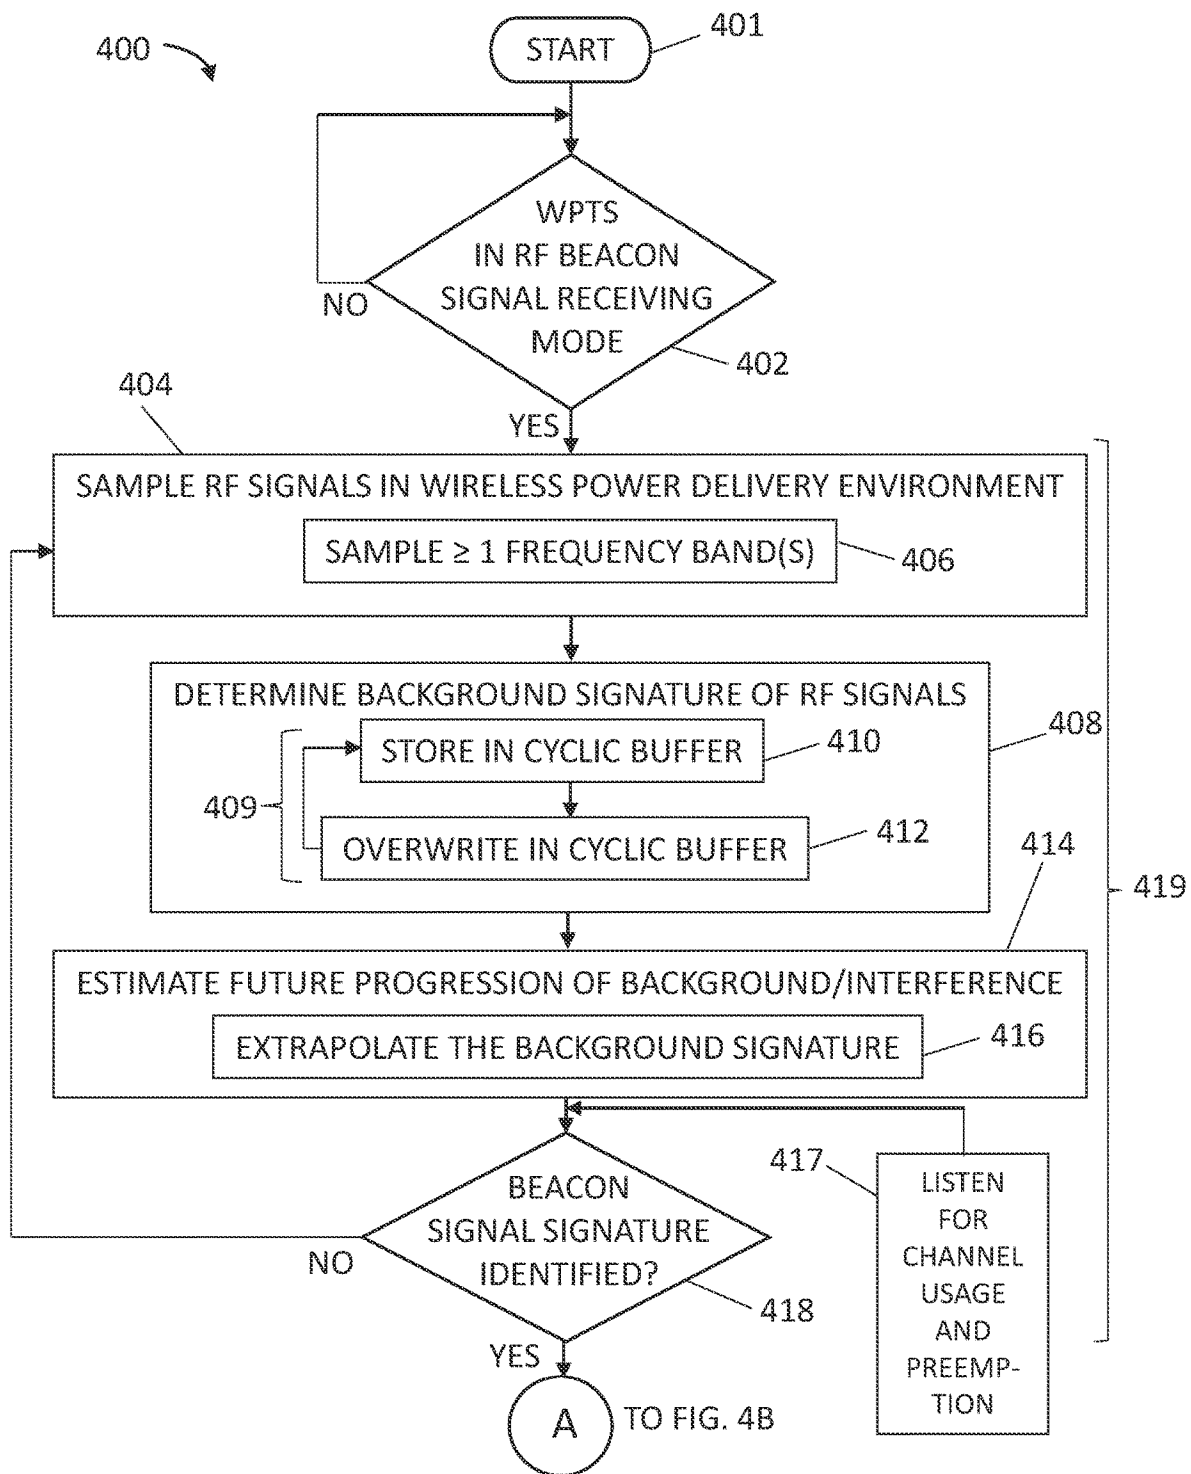 400
START
401
WPTS
IN RF BEACON
SIGNAL RECEIVING
MODE
NO
402
404
YES
SAMPLE RF SIGNALS IN WIRELESS POWER DELIVERY ENVIRONMENT
SAMPLE ≥ 1 FREQUENCY BAND(S)
406
DETERMINE BACKGROUND SIGNATURE OF RF SIGNALS
408
STORE IN CYCLIC BUFFER
410
409
OVERWRITE IN CYCLIC BUFFER
412
414
419
ESTIMATE FUTURE PROGRESSION OF BACKGROUND/INTERFERENCE
EXTRAPOLATE THE BACKGROUND SIGNATURE
416
BEACON
SIGNAL SIGNATURE
IDENTIFIED?
NO
418
417
LISTEN
FOR
CHANNEL
USAGE
AND
PREEMP-
TION
YES
A
TO FIG. 4B